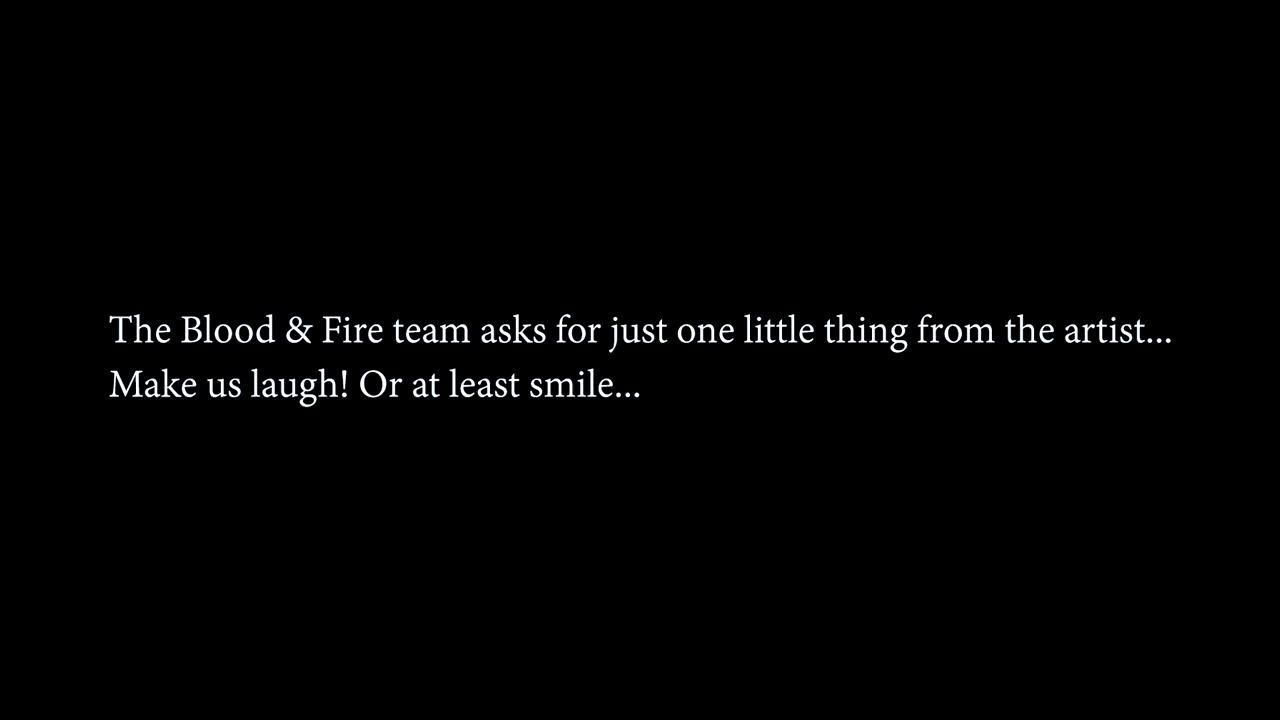 The Blood & Fire team asks for just one little thing from the artist...
Make us laugh! Or at least smile...